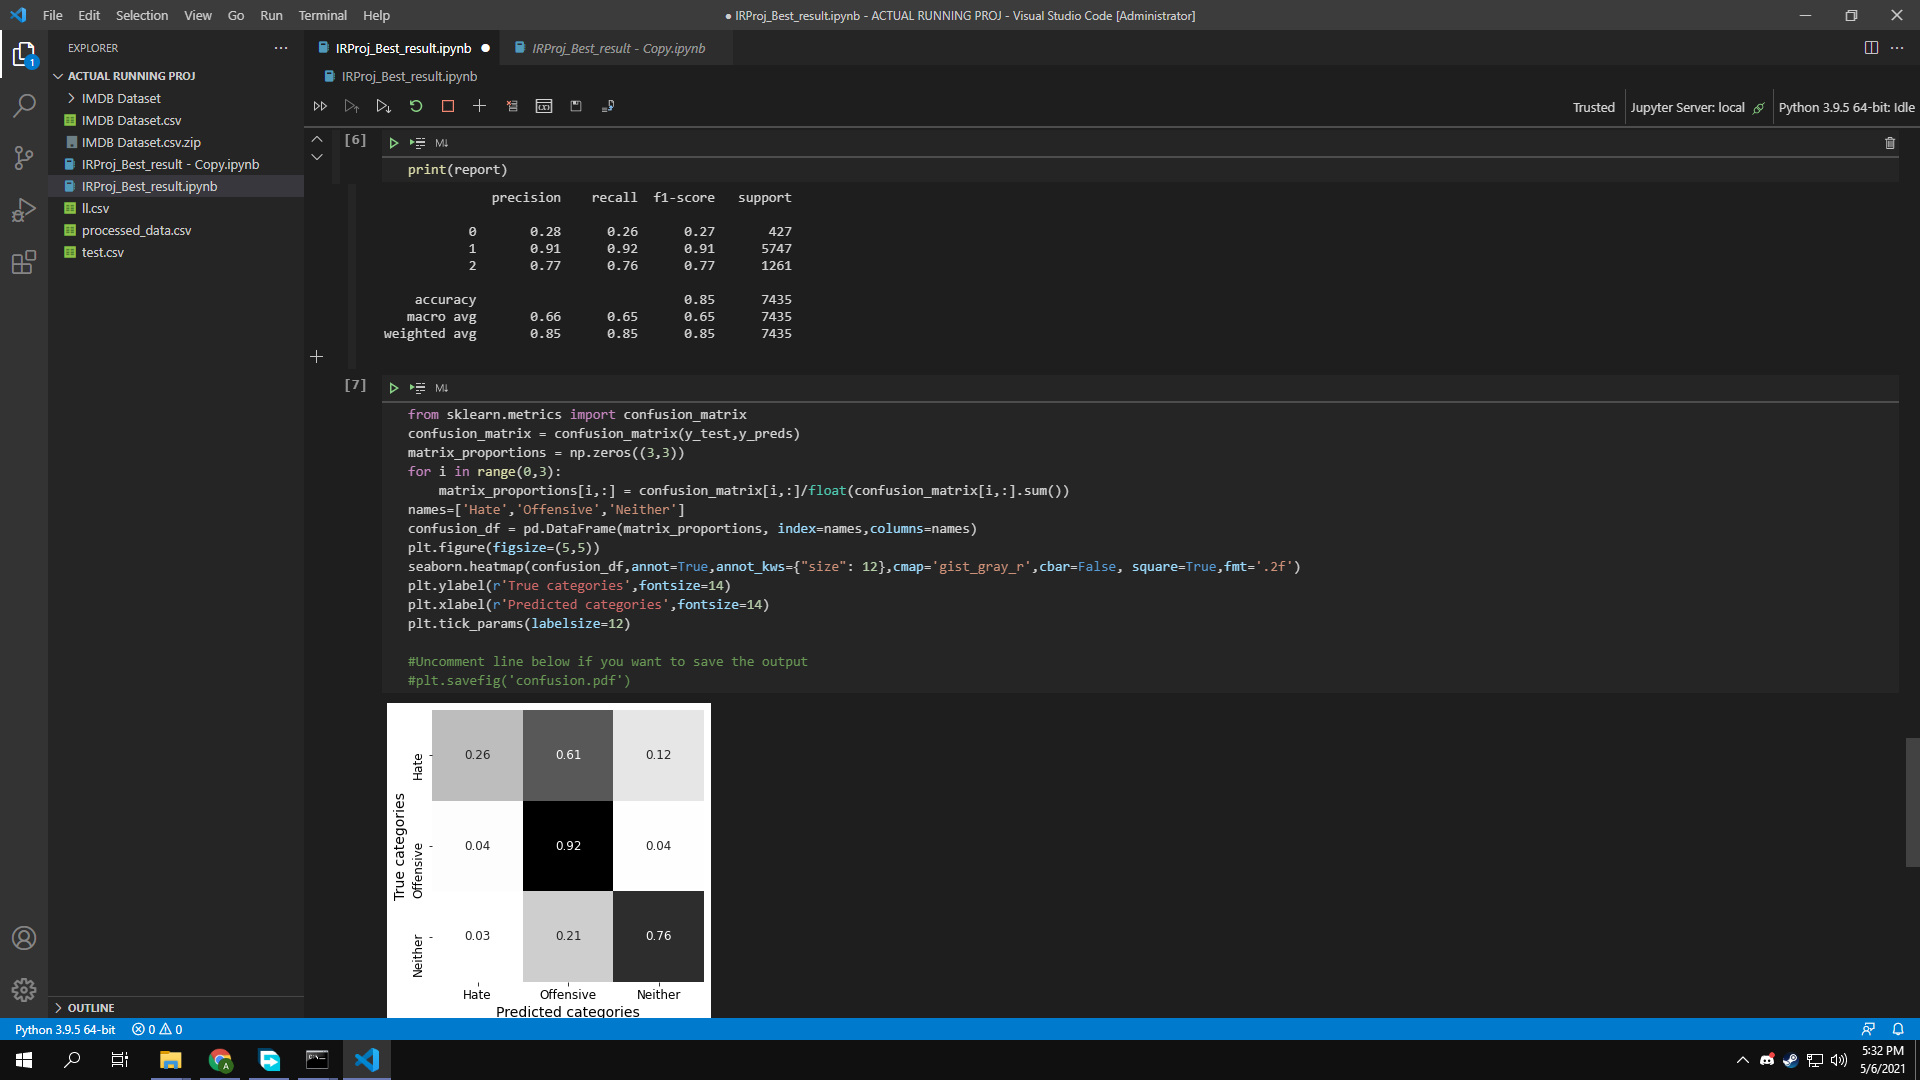 File Edit Selection View Go Run Terminal Help
● IRProj_Best_result.ipynb - ACTUAL RUNNING PROJ - Visual Studio Code [Administrator]
EXPLORER
ACTUAL RUNNING PROJ
IMDB Dataset
IMDB Dataset.csv
IMDB Dataset.csv.zip
IRProj_Best_result - Copy.ipynb
IRProj_Best_result.ipynb
ll.csv
processed_data.csv
test.csv
OUTLINE
1
IRProj_Best_result.ipynb
IRProj_Best_result - Copy.ipynb
IRProj_Best_result.ipynb
Trusted
Jupyter Server: local
Python 3.9.5 64-bit: Idle
[6]
M↓
print(report)
precision recall f1-score support
0 0.28 0.26 0.27 427
1 0.91 0.92 0.91 5747
2 0.77 0.76 0.77 1261
accuracy 0.85 7435
macro avg 0.66 0.65 0.65 7435
weighted avg 0.85 0.85 0.85 7435
[7]
M↓
from sklearn.metrics import confusion_matrix
confusion_matrix = confusion_matrix(y_test,y_preds)
matrix_proportions = np.zeros((3,3))
for i in range(0,3):
    matrix_proportions[i,:] = confusion_matrix[i,:]/float(confusion_matrix[i,:].sum())
names=['Hate','Offensive','Neither']
confusion_df = pd.DataFrame(matrix_proportions, index=names,columns=names)
plt.figure(figsize=(5,5))
seaborn.heatmap(confusion_df,annot=True,annot_kws={"size": 12},cmap='gist_gray_r',cbar=False, square=True,fmt='.2f')
plt.ylabel(r'True categories',fontsize=14)
plt.xlabel(r'Predicted categories',fontsize=14)
plt.tick_params(labelsize=12)
#Uncomment line below if you want to save the output
#plt.savefig('confusion.pdf')
True categories
Hate 0.26 0.61 0.12
Offensive 0.04 0.92 0.04
Neither 0.03 0.21 0.76
Hate Offensive Neither
Predicted categories
Python 3.9.5 64-bit 0 0
A
5:32 PM
5/6/2021